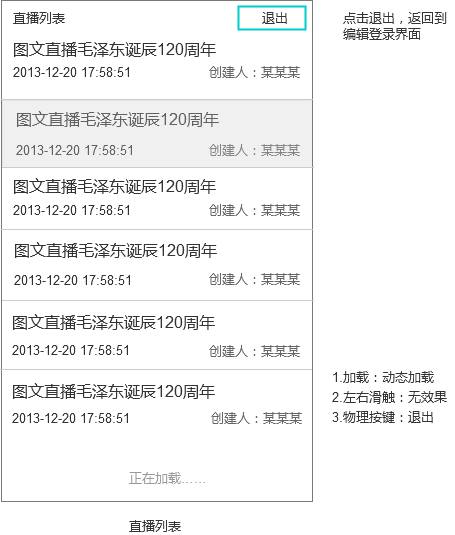 直播列表
退出
图文直播毛泽东诞辰120周年
2013-12-20 17:58:51 创建人：某某某
图文直播毛泽东诞辰120周年
2013-12-20 17:58:51 创建人：某某某
图文直播毛泽东诞辰120周年
2013-12-20 17:58:51 创建人：某某某
图文直播毛泽东诞辰120周年
2013-12-20 17:58:51 创建人：某某某
图文直播毛泽东诞辰120周年
2013-12-20 17:58:51 创建人：某某某
图文直播毛泽东诞辰120周年
2013-12-20 17:58:51 创建人：某某某
正在加载……
直播列表
点击退出，返回到
编辑登录界面
1.加载：动态加载
2.左右滑触：无效果
3.物理按键：退出